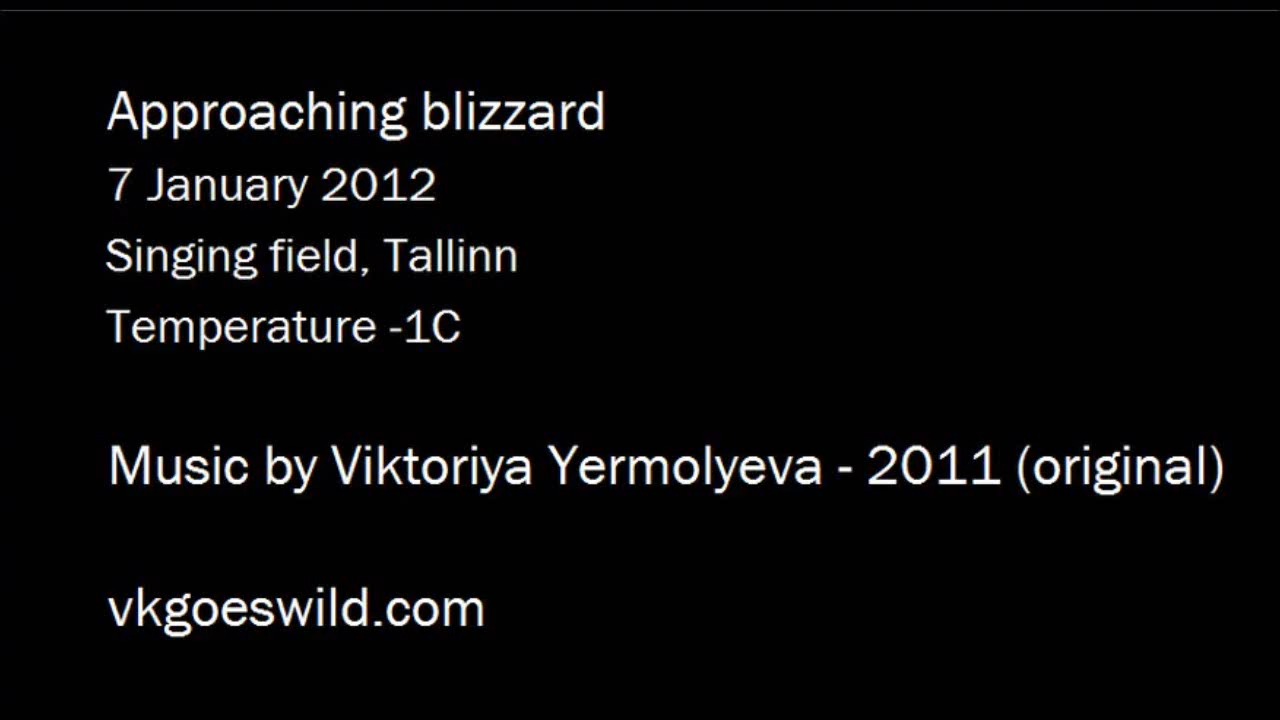 Approaching blizzard
7 January 2012
Singing field, Tallinn
Temperature -1C
Music by Viktoriya Yermolyeva - 2011 (original)
vkgoeswild.com